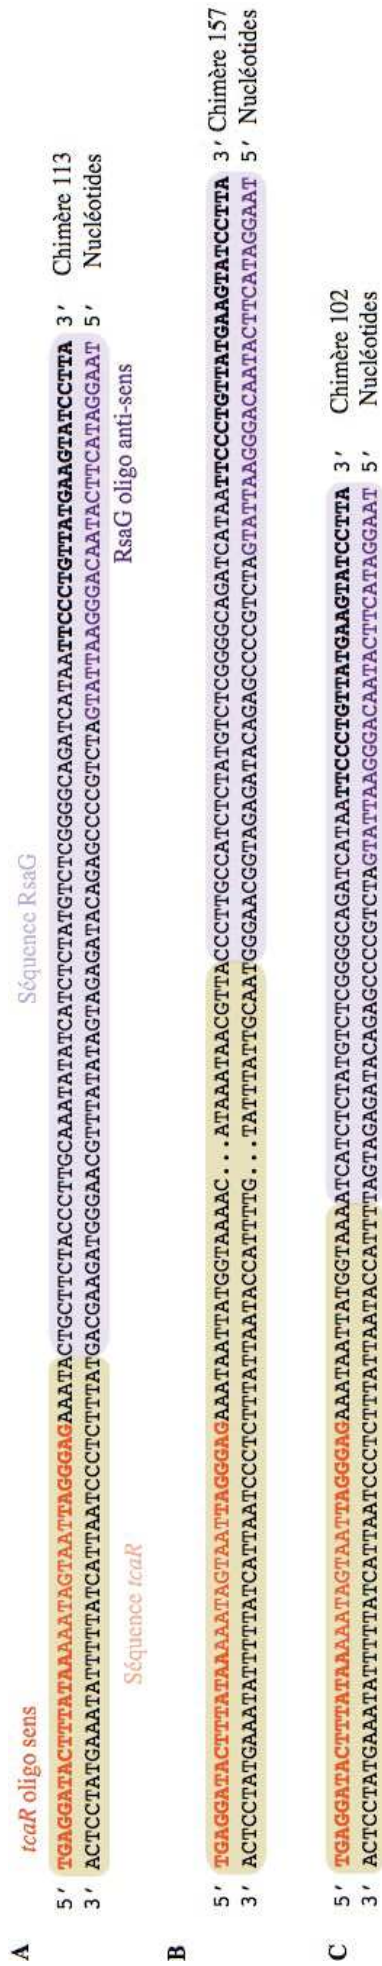 A
Séquence RsaG
tcaR oligo sens
5' TGAGGATACTTTATAAAAATAGTAATTAGGGAGAAATACTGCTTCTACCCTTGCAAATATATCATCTCTATGTCTCGGGGCAGATCATAATTCCCTGTTATGAAGTATCCTTA 3' Chimère 113
3' ACTCCTATGAAATATTTTTATCATTAATCCCTCTTTATGACGAAGATGGGAACGTTTATATAGTAGAGATACAGAGCCCCGTCTAGTATTAAGGGACAATACTTCATAGGAAT 5' Nucléotides
Séquence tcaR
RsaG oligo anti-sens
B
5' TGAGGATACTTTATAAAAATAGTAATTAGGGAGAAATAATTATGGTAAAAC...ATAAATAACGTTACCCTTGCCATCTCTATGTCTCGGGGCAGATCATAATTCCCTGTTATGAAGTATCCTTA 3' Chimère 157
3' ACTCCTATGAAATATTTTTATCATTAATCCCTCTTTATTAATACCATTTTG...TATTTATTGCAATGGGAACGGTAGAGATACAGAGCCCCGTCTAGTATTAAGGGACAATACTTCATAGGAAT 5' Nucléotides
C
5' TGAGGATACTTTATAAAAATAGTAATTAGGGAGAAATAATTATGGTAAAATCATCTCTATGTCTCGGGGCAGATCATAATTCCCTGTTATGAAGTATCCTTA 3' Chimère 102
3' ACTCCTATGAAATATTTTTATCATTAATCCCTCTTTATTAATACCATTTTAGTAGAGATACAGAGCCCCGTCTAGTATTAAGGGACAATACTTCATAGGAAT 5' Nucléotides